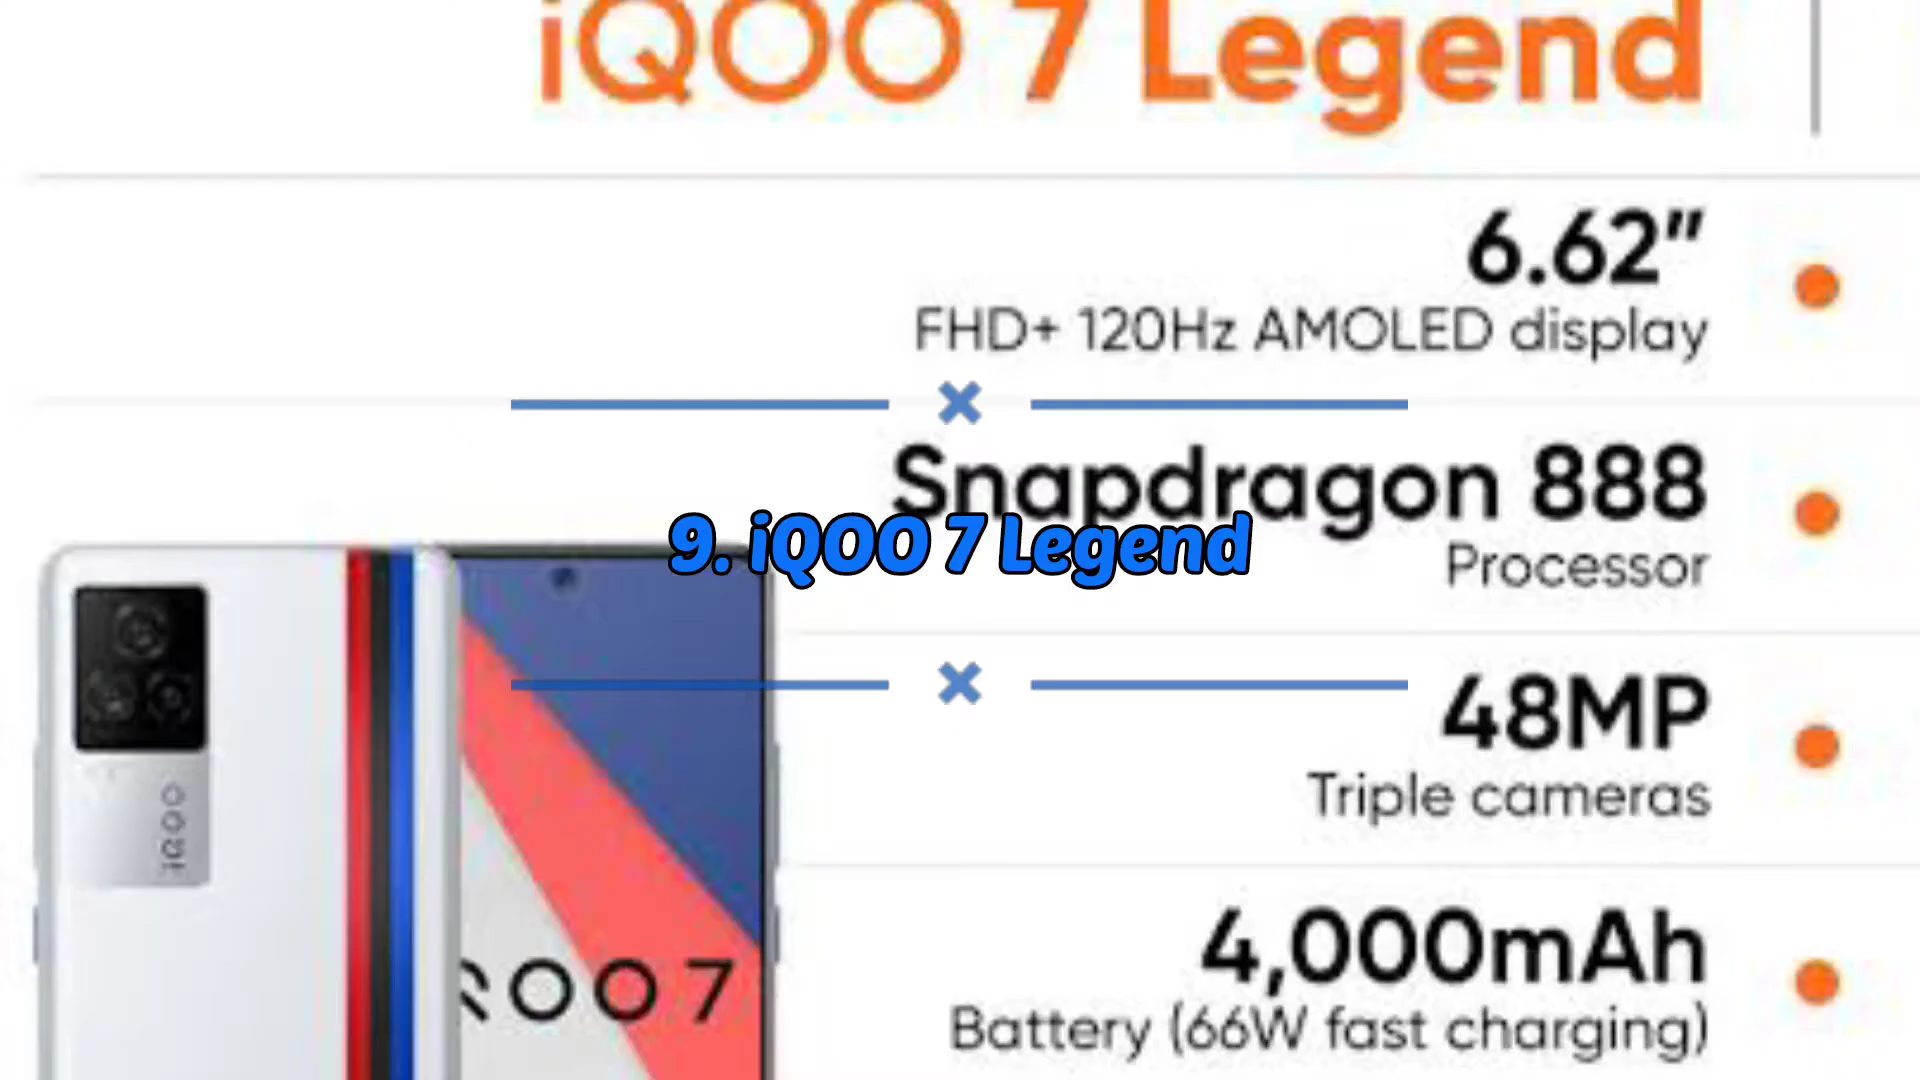 iQOO 7 Legend
6.62"
FHD+ 120Hz AMOLED display
Snapdragon 888
Processor
9. iQOO 7 Legend
48MP
Triple cameras
4,000mAh
Battery (66W fast charging)
iQOO
QOO7